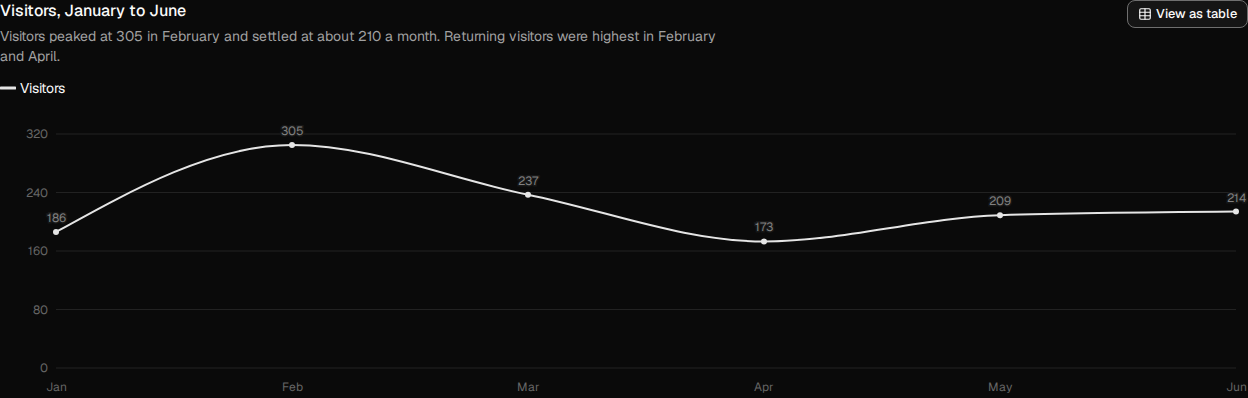 Visitors, January to June
View as table
Visitors peaked at 305 in February and settled at about 210 a month. Returning visitors were highest in February
and April.
Visitors
320
305
240
237
186
173
209
214
160
80
0
Jan
Feb
Mar
Apr
May
Jun